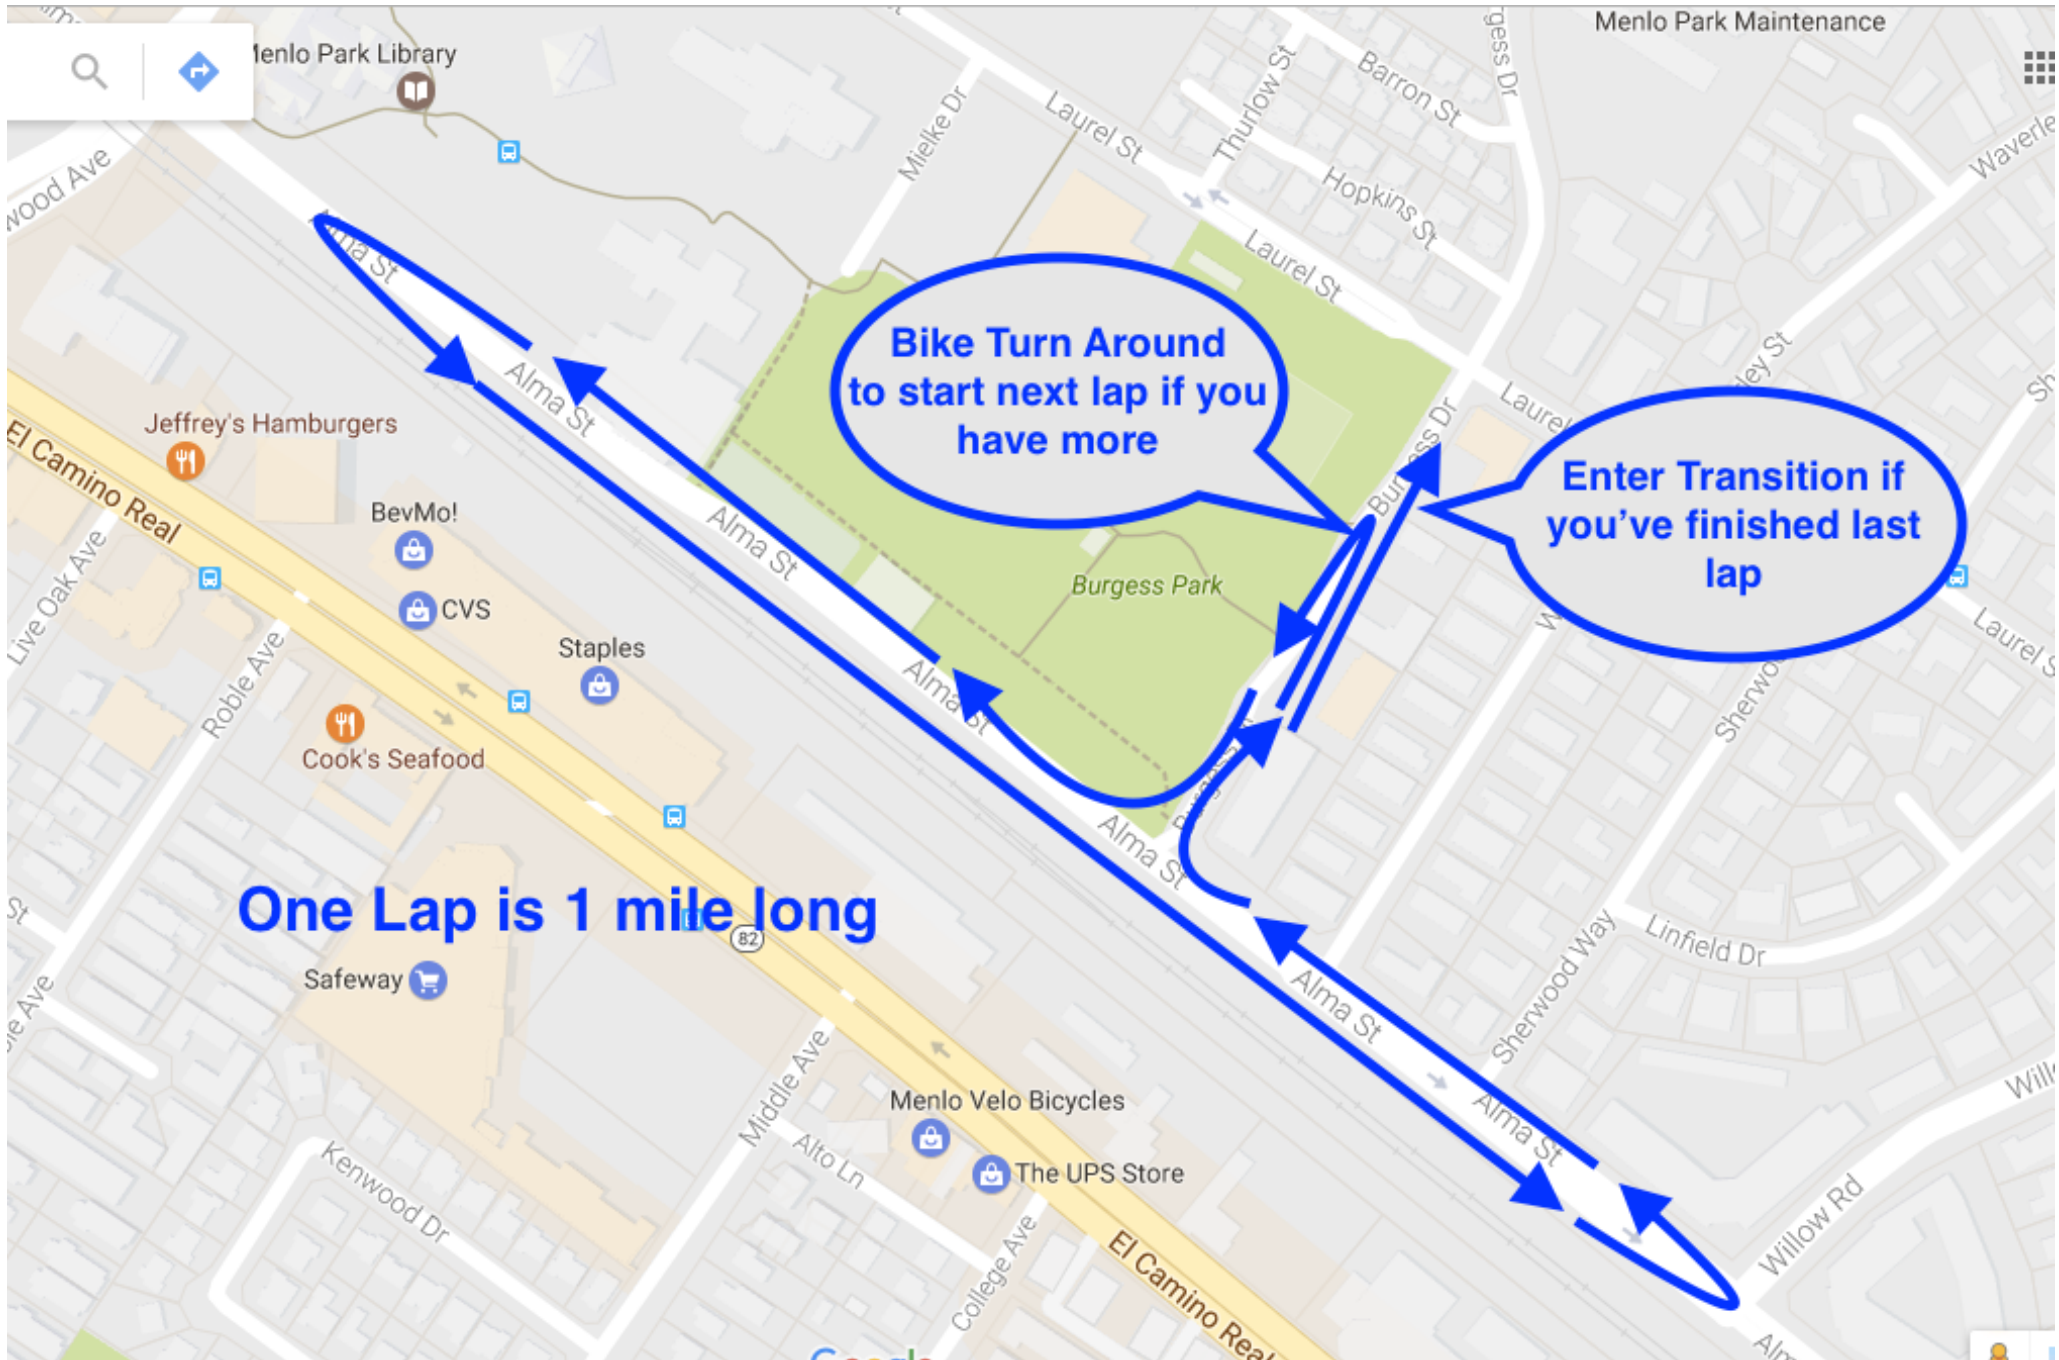 Menlo Park Library
Menlo Park Maintenance
Barron St
Thurlow St
Laurel St
Mielke Dr
Hopkins St
Laurel St
Alma St
Bike Turn Around
to start next lap if you
have more
Jeffrey's Hamburgers
El Camino Real
Alma St
BevMo!
Alma St
CVS
Live Oak Ave
Roble Ave
Staples
Burgess Park
Burgess Dr
Enter Transition if
you've finished last
lap
Alma St
Cook's Seafood
Alma St
One Lap is 1 mile long
82
Safeway
Linfield Dr
Sherwood Way
Alma St
Alma St
Middle Ave
Menlo Velo Bicycles
Alto Ln
The UPS Store
Kenwood Dr
College Ave
El Camino Real
Willow Rd